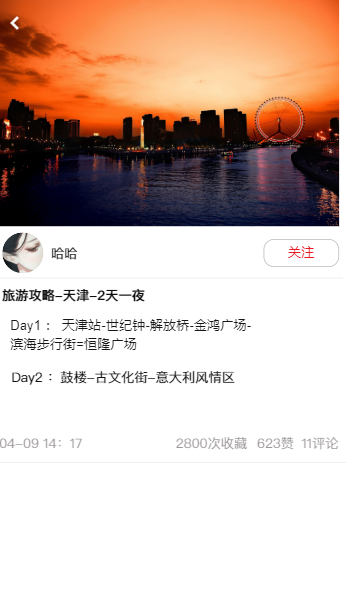 哈哈
关注
旅游攻略-天津-2天一夜
Day1： 天津站-世纪钟-解放桥-金鸿广场-
滨海步行街=恒隆广场
Day2：鼓楼-古文化街-意大利风情区
04-09 14：17 2800次收藏 623赞 11评论